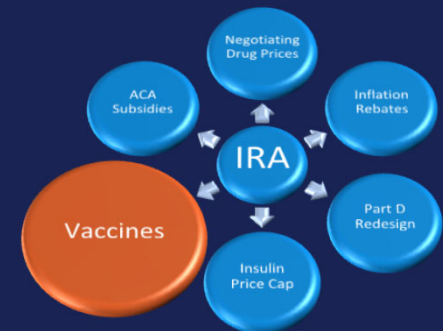 Negotiating
Drug Prices
ACA
Subsidies
Inflation
Rebates
IRA
Vaccines
Part D
Redesign
Insulin
Price Cap